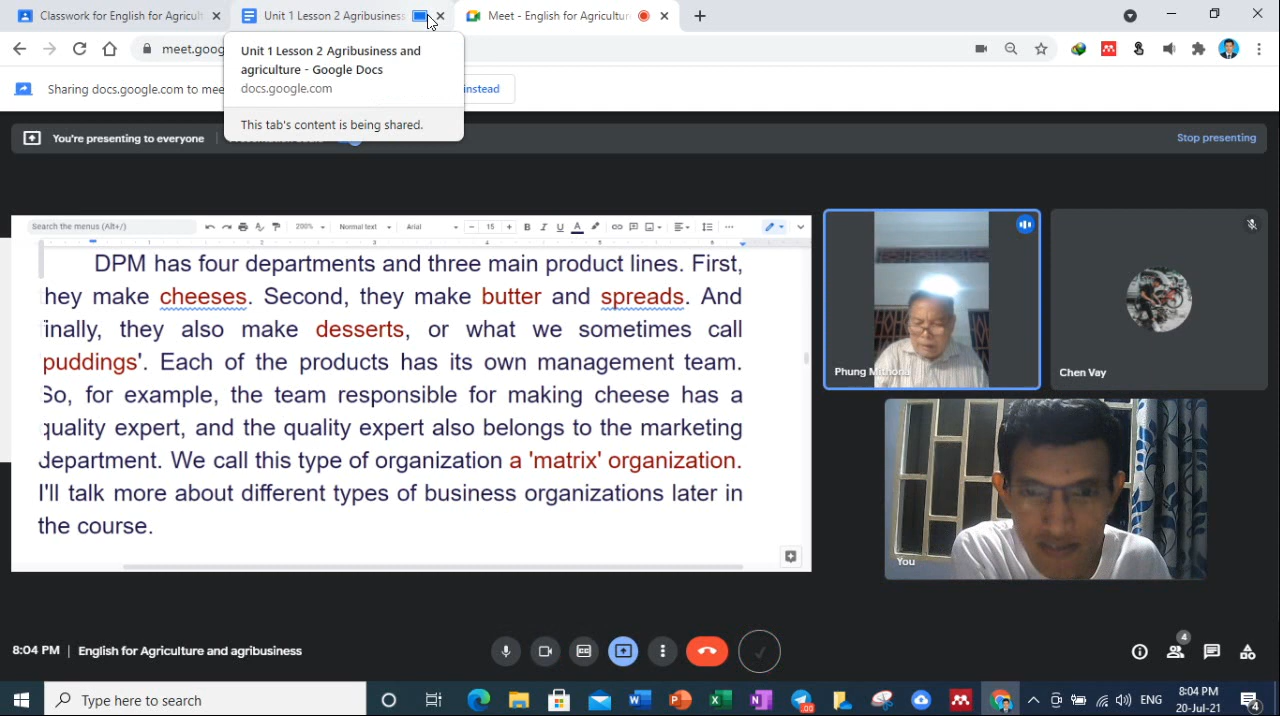 Classwork for English for Agricult
Unit 1 Lesson 2 Agribusiness
Meet - English for Agriculture
meet.goog
Unit 1 Lesson 2 Agribusiness and
agriculture - Google Docs
docs.google.com
This tab's content is being shared.
Sharing docs.google.com to mee
instead
You're presenting to everyone
Stop presenting
Search the menus (Alt+/)
200%
Normal text
Arial
15
B I U A
DPM has four departments and three main product lines. First,
hey make cheeses. Second, they make butter and spreads. And
finally, they also make desserts, or what we sometimes call
puddings'. Each of the products has its own management team.
So, for example, the team responsible for making cheese has a
quality expert, and the quality expert also belongs to the marketing
department. We call this type of organization a 'matrix' organization.
I'll talk more about different types of business organizations later in
the course.
Phung Mithona
Chen Vay
You
8:04 PM | English for Agriculture and agribusiness
4
Type here to search
ENG
8:04 PM
20-Jul-21
4